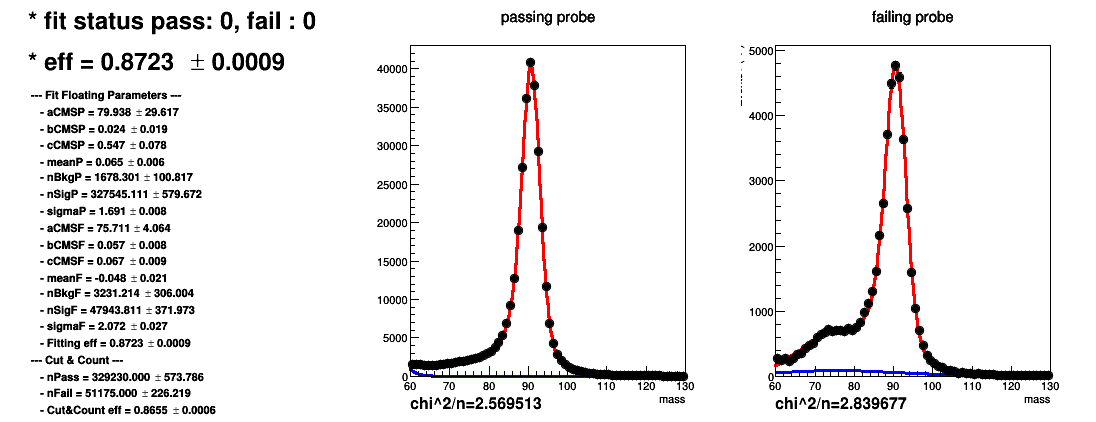 * fit status pass: 0, fail : 0
* eff = 0.8723 ± 0.0009
--- Fit Floating Parameters ---
- aCMSP = 79.938 ± 29.617
- bCMSP = 0.024 ± 0.019
- cCMSP = 0.547 ± 0.078
- meanP = 0.065 ± 0.006
- nBkgP = 1678.301 ± 100.817
- nSigP = 327545.111 ± 579.672
- sigmaP = 1.691 ± 0.008
- aCMSF = 75.711 ± 4.064
- bCMSF = 0.057 ± 0.008
- cCMSF = 0.067 ± 0.009
- meanF = -0.048 ± 0.021
- nBkgF = 3231.214 ± 306.004
- nSigF = 47943.811 ± 371.973
- sigmaF = 2.072 ± 0.027
- Fitting eff = 0.8723 ± 0.0009
--- Cut & Count ---
- nPass = 329230.000 ± 573.786
- nFail = 51175.000 ± 226.219
- Cut&Count eff = 0.8655 ± 0.0006
passing probe
40000
35000
30000
25000
20000
15000
10000
5000
0
60 70 80 90 100 110 120 130
mass
chi^2/n=2.569513
failing probe
5000
4000
3000
2000
1000
0
60 70 80 90 100 110 120 130
mass
chi^2/n=2.839677